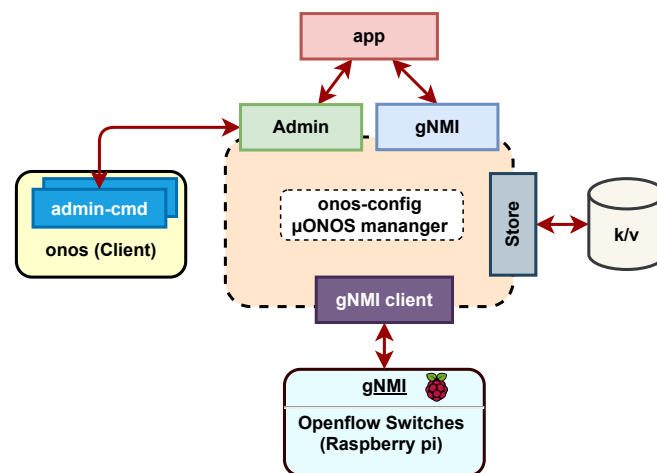 app
Admin
gNMI
admin-cmd
onos (Client)
onos-config
µONOS mananger
Store
k/v
gNMI client
gNMI
Openflow Switches
(Raspberry pi)